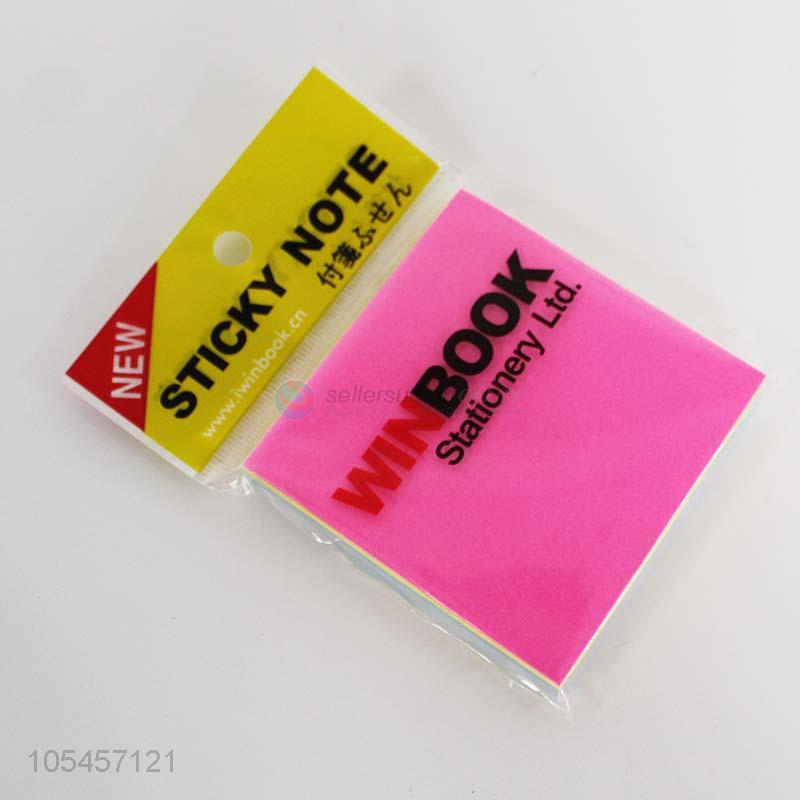 NEW
STICKY NOTE
付箋ふせん
www.iwinbook.cn
WINBOOK
Stationery Ltd.
105457121